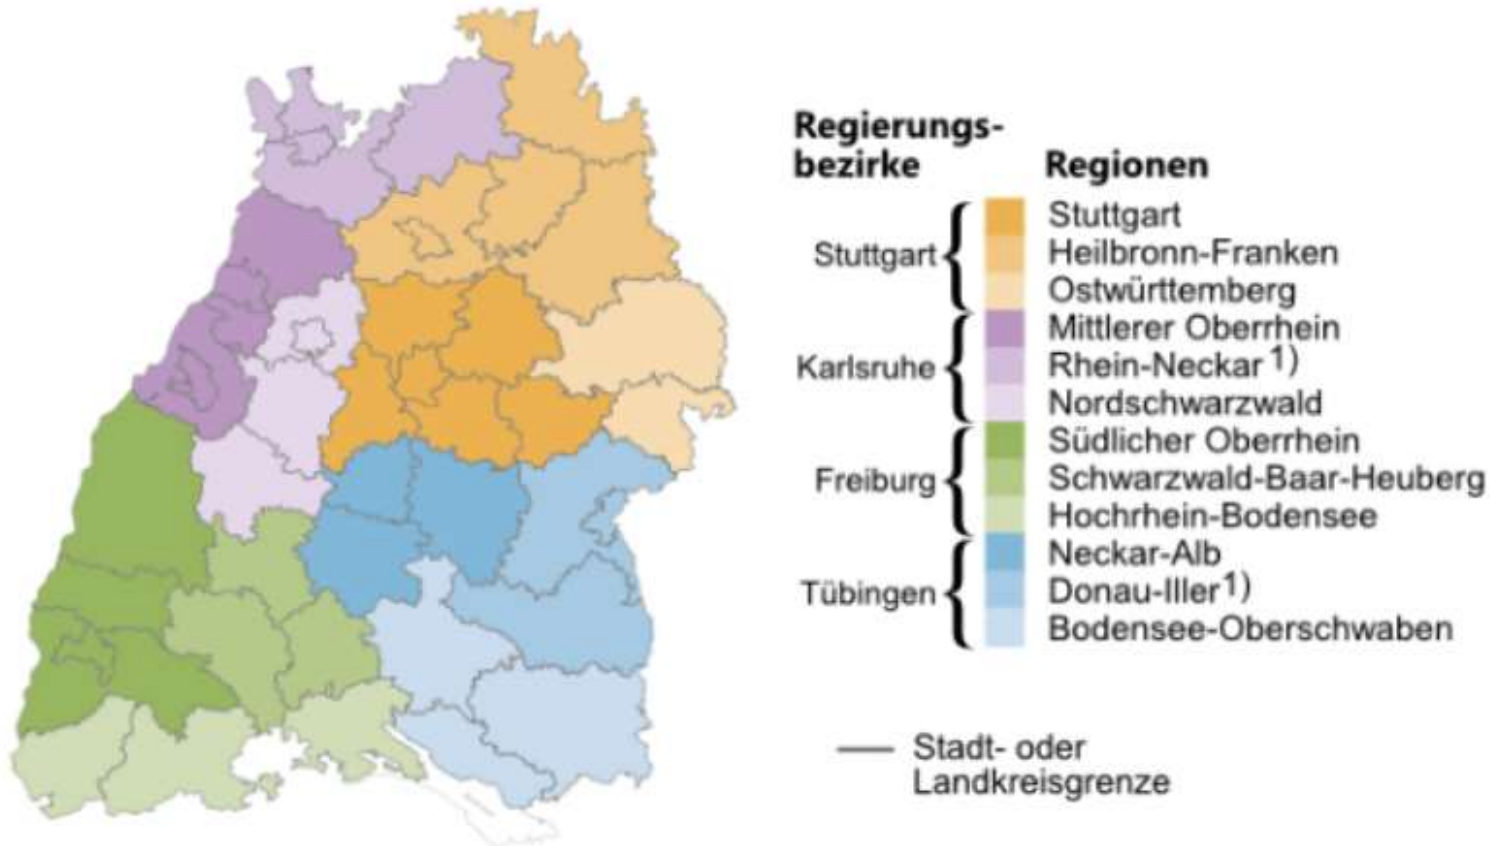 Regierungs-
bezirke
Regionen
Stuttgart
Stuttgart
Heilbronn-Franken
Ostwürttemberg
Karlsruhe
Mittlerer Oberrhein
Rhein-Neckar 1)
Nordschwarzwald
Freiburg
Südlicher Oberrhein
Schwarzwald-Baar-Heuberg
Hochrhein-Bodensee
Tübingen
Neckar-Alb
Donau-Iller 1)
Bodensee-Oberschwaben
Stadt- oder
Landkreisgrenze